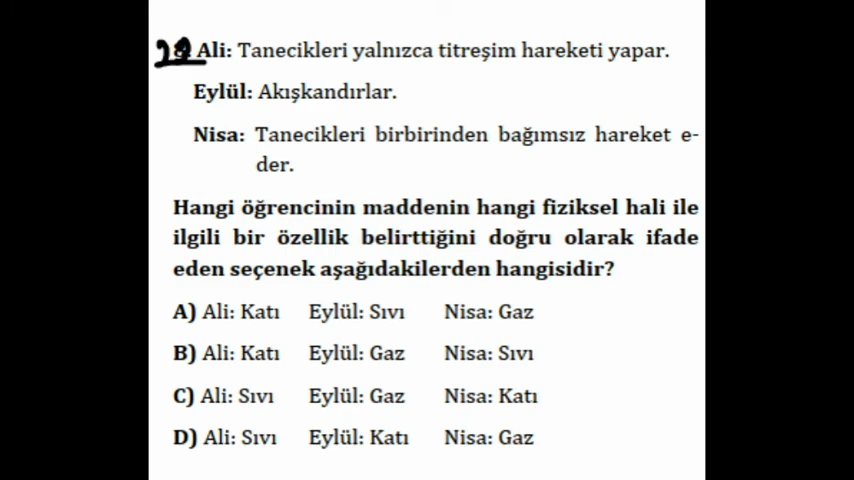 Ali: Tanecikleri yalnızca titreşim hareketi yapar.
Eylül: Akışkandırlar.
Nisa: Tanecikleri birbirinden bağımsız hareket e-
der.
Hangi öğrencinin maddenin hangi fiziksel hali ile
ilgili bir özellik belirttiğini doğru olarak ifade
eden seçenek aşağıdakilerden hangisidir?
A) Ali: Katı Eylül: Sıvı Nisa: Gaz
B) Ali: Katı Eylül: Gaz Nisa: Sıvı
C) Ali: Sıvı Eylül: Gaz Nisa: Katı
D) Ali: Sıvı Eylül: Katı Nisa: Gaz